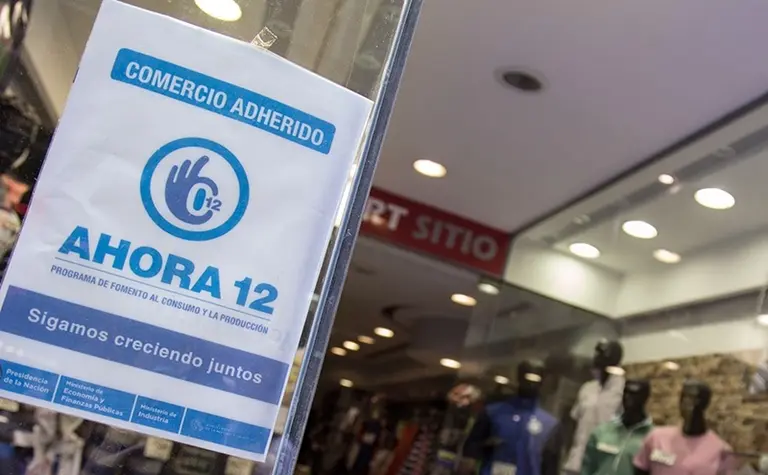 COMERCIO ADHERIDO
0 12
AHORA 12
PROGRAMA DE FOMENTO AL CONSUMO Y LA PRODUCCIÓN
Sigamos creciendo juntos
Presidencia
de la Nación
Ministerio de
Economía y
Finanzas Públicas
Ministerio de
Industria
RT SITIO